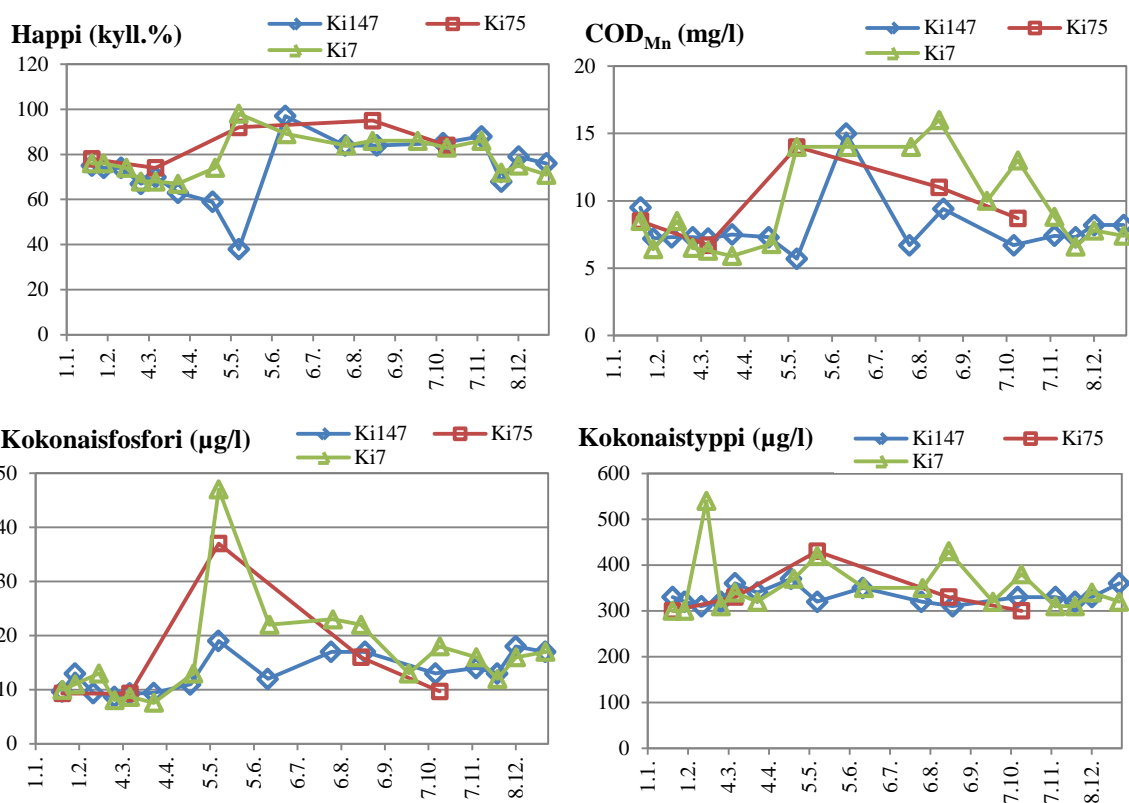 Happi (kyll.%)
Ki147 Ki75
Ki7
120
100
80
60
40
20
0
1.1. 1.2. 4.3. 4.4. 5.5. 5.6. 6.7. 6.8. 6.9. 7.10. 7.11. 8.12.
COD Mn (mg/l)
Ki147 Ki75
Ki7
20
15
10
5
0
1.1. 1.2. 4.3. 4.4. 5.5. 5.6. 6.7. 6.8. 6.9. 7.10. 7.11. 8.12.
Kokonaisfosfori (µg/l)
Ki147 Ki75
Ki7
50
40
30
20
10
0
1.1. 1.2. 4.3. 4.4. 5.5. 5.6. 6.7. 6.8. 6.9. 7.10. 7.11. 8.12.
Kokonaistyppi (µg/l)
Ki147 Ki75
Ki7
600
500
400
300
200
100
0
1.1. 1.2. 4.3. 4.4. 5.5. 5.6. 6.7. 6.8. 6.9. 7.10. 7.11. 8.12.